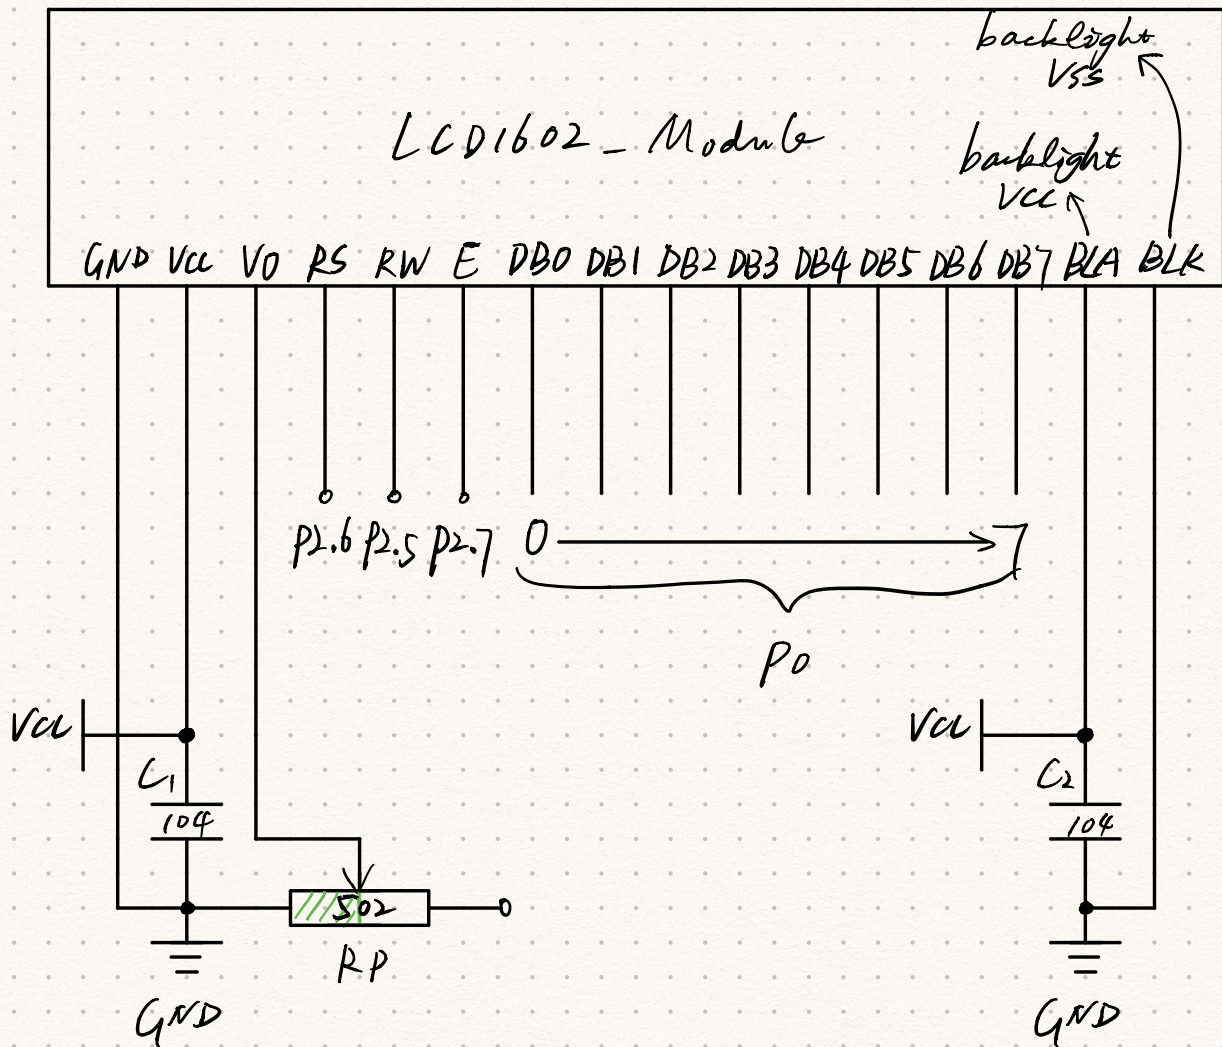 backlight
VSS
LCD1602_Module
backlight
VCC
GND VCC VO RS RW E DB0 DB1 DB2 DB3 DB4 DB5 DB6 DB7 BLA BLK
P2.6 P2.5 P2.7 0 7
P0
VCC VCC
C1 C2
104 104
502
RP
GND GND